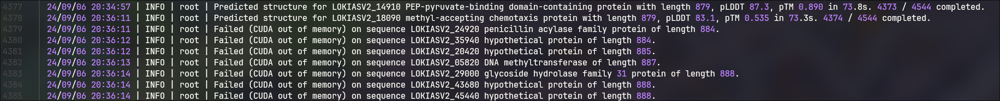 4377 24/09/06 20:34:57 | INFO | root | Predicted structure for LOKIASV2_14910 PEP-pyruvate-binding domain-containing protein with length 879, pLDDT 87.3, pTM 0.890 in 73.8s. 4373 / 4544 completed.
4378 24/09/06 20:36:11 | INFO | root | Predicted structure for LOKIASV2_18090 methyl-accepting chemotaxis protein with length 879, pLDDT 83.1, pTM 0.535 in 73.3s. 4374 / 4544 completed.
4379 24/09/06 20:36:11 | INFO | root | Failed (CUDA out of memory) on sequence LOKIASV2_24920 penicillin acylase family protein of length 884.
4380 24/09/06 20:36:12 | INFO | root | Failed (CUDA out of memory) on sequence LOKIASV2_35940 hypothetical protein of length 884.
4381 24/09/06 20:36:12 | INFO | root | Failed (CUDA out of memory) on sequence LOKIASV2_20420 hypothetical protein of length 885.
4382 24/09/06 20:36:13 | INFO | root | Failed (CUDA out of memory) on sequence LOKIASV2_05820 DNA methyltransferase of length 887.
4383 24/09/06 20:36:14 | INFO | root | Failed (CUDA out of memory) on sequence LOKIASV2_29000 glycoside hydrolase family 31 protein of length 888.
4384 24/09/06 20:36:14 | INFO | root | Failed (CUDA out of memory) on sequence LOKIASV2_43680 hypothetical protein of length 888.
4385 24/09/06 20:36:14 | INFO | root | Failed (CUDA out of memory) on sequence LOKIASV2_45440 hypothetical protein of length 888.